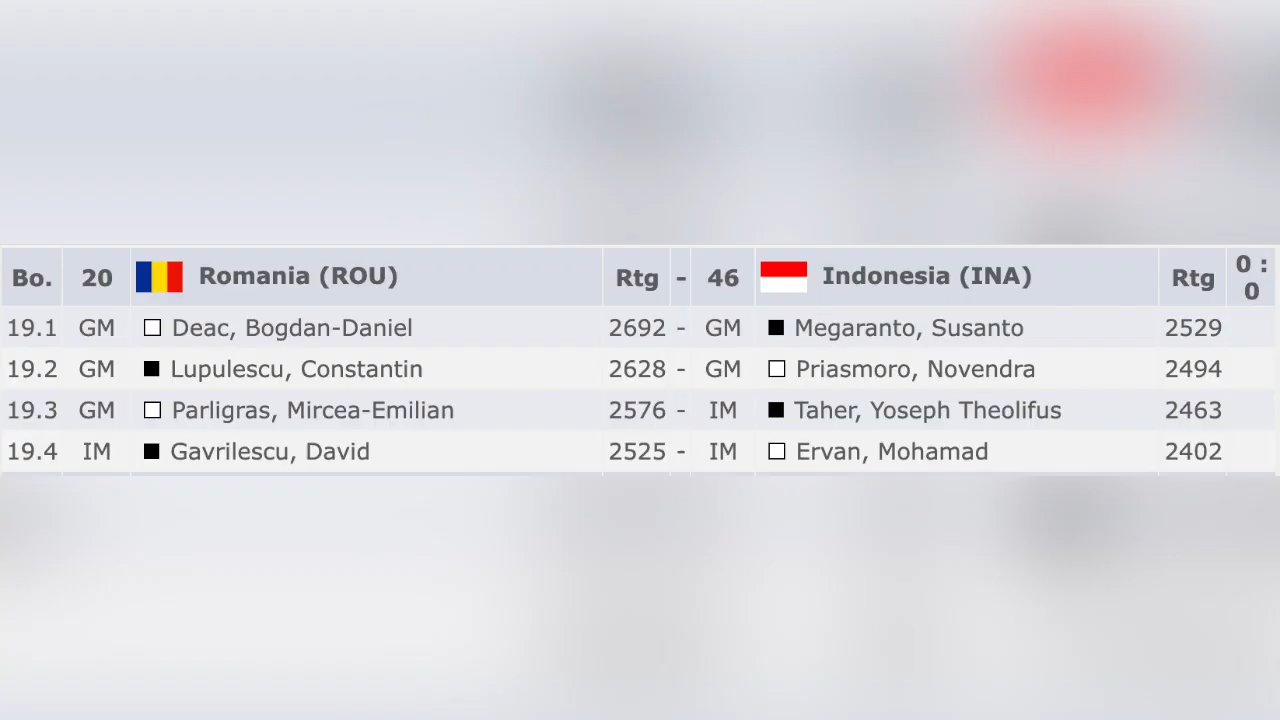 Bo. 20 Romania (ROU) Rtg - 46 Indonesia (INA) Rtg 0 : 0
19.1 GM Deac, Bogdan-Daniel 2692 - GM Megaranto, Susanto 2529
19.2 GM Lupulescu, Constantin 2628 - GM Priasmoro, Novendra 2494
19.3 GM Parligras, Mircea-Emilian 2576 - IM Taher, Yoseph Theolifus 2463
19.4 IM Gavrilescu, David 2525 - IM Ervan, Mohamad 2402